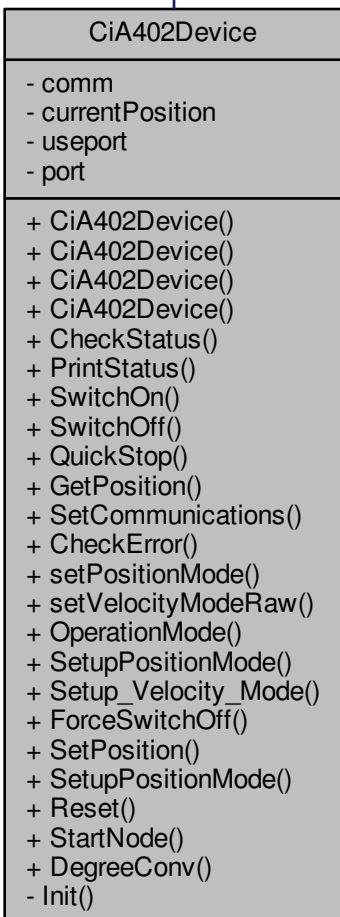 CiA402Device
- comm
- currentPosition
- useport
- port
+ CiA402Device()
+ CiA402Device()
+ CiA402Device()
+ CiA402Device()
+ CheckStatus()
+ PrintStatus()
+ SwitchOn()
+ SwitchOff()
+ QuickStop()
+ GetPosition()
+ SetCommunications()
+ CheckError()
+ setPositionMode()
+ setVelocityModeRaw()
+ OperationMode()
+ SetupPositionMode()
+ Setup_Velocity_Mode()
+ ForceSwitchOff()
+ SetPosition()
+ SetupPositionMode()
+ Reset()
+ StartNode()
+ DegreeConv()
- Init()